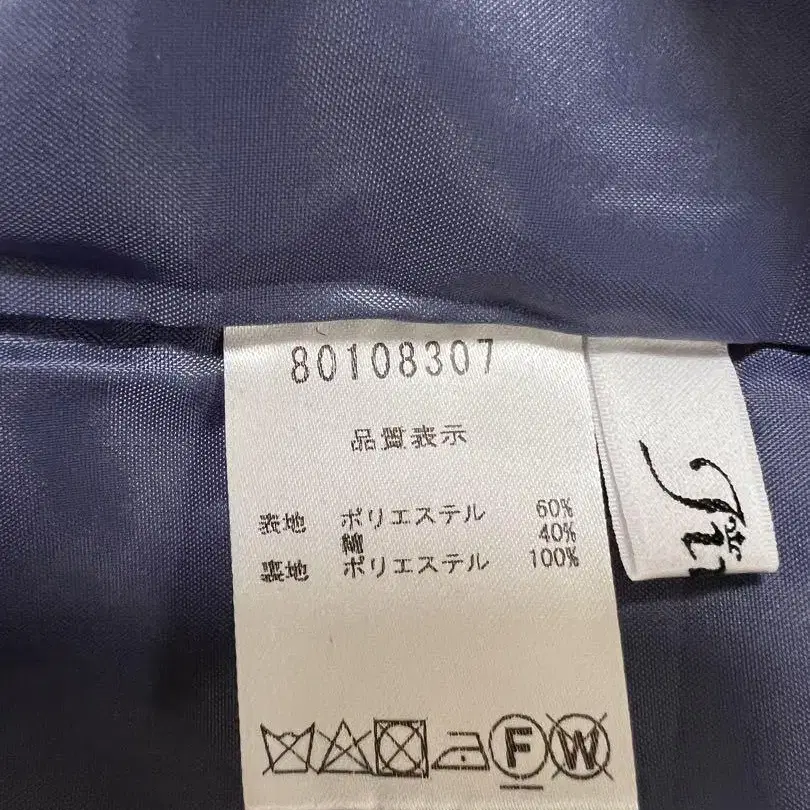 80108307
品質表示
表地 ポリエステル 60%
40%
裏地 ポリエステル 100%
F W